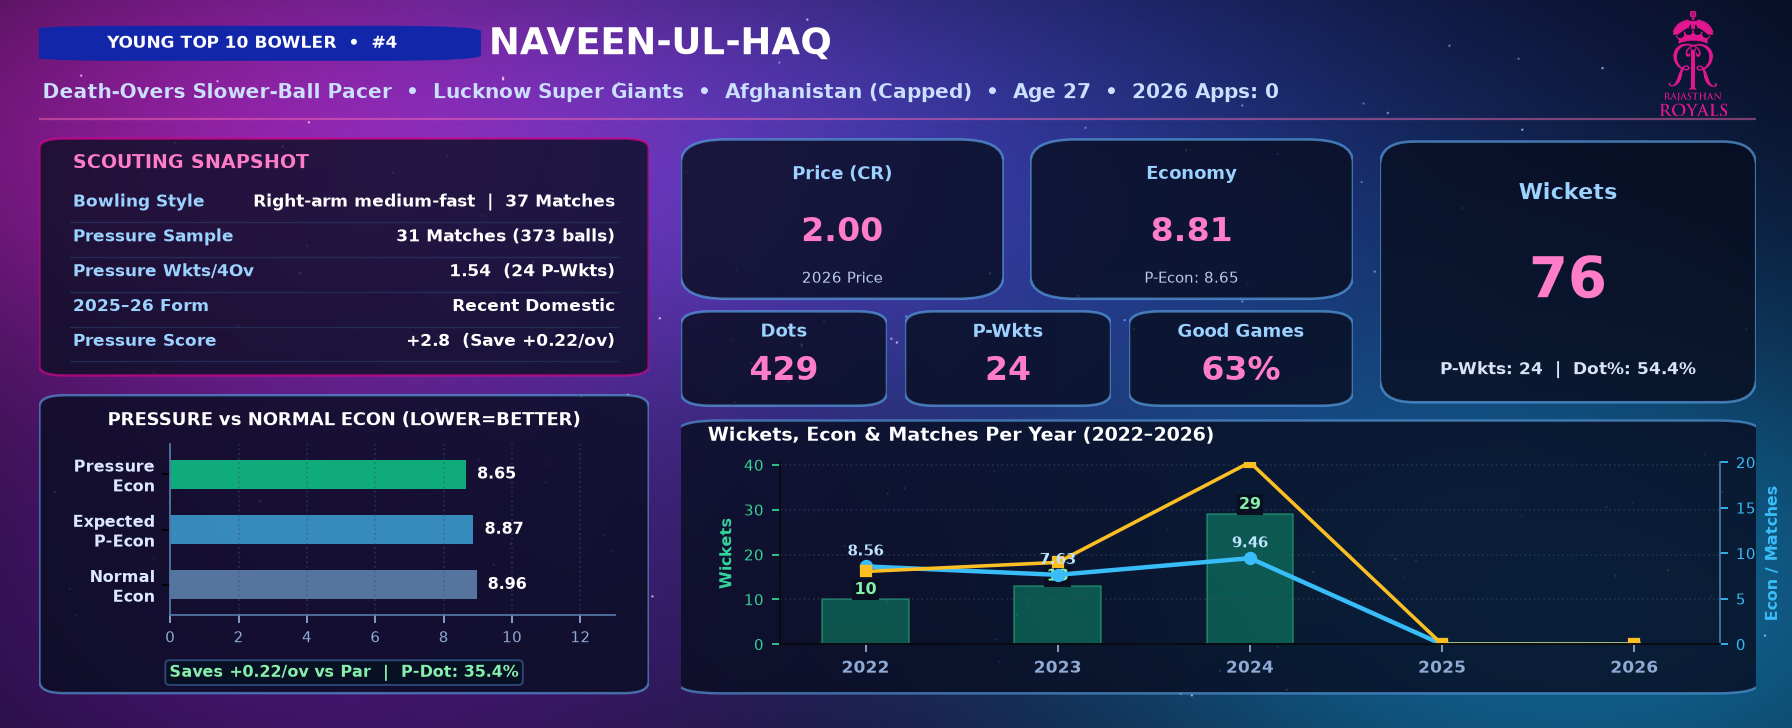 YOUNG TOP 10 BOWLER • #4
NAVEEN-UL-HAQ
Death-Overs Slower-Ball Pacer • Lucknow Super Giants • Afghanistan (Capped) • Age 27 • 2026 Apps: 0
RAJASTHAN
ROYALS
SCOUTING SNAPSHOT
Bowling Style Right-arm medium-fast | 37 Matches
Pressure Sample 31 Matches (373 balls)
Pressure Wkts/4Ov 1.54 (24 P-Wkts)
2025–26 Form Recent Domestic
Pressure Score +2.8 (Save +0.22/ov)
Price (CR)
2.00
2026 Price
Economy
8.81
P-Econ: 8.65
Wickets
76
P-Wkts: 24 | Dot%: 54.4%
Dots
429
P-Wkts
24
Good Games
63%
PRESSURE vs NORMAL ECON (LOWER=BETTER)
Pressure
Econ
8.65
Expected
P-Econ
8.87
Normal
Econ
8.96
0 2 4 6 8 10 12
Saves +0.22/ov vs Par | P-Dot: 35.4%
Wickets, Econ & Matches Per Year (2022–2026)
Wickets
40
30
20
10
0
8.56
10
7.63
29
9.46
20
15
10
5
0
Econ / Matches
2022 2023 2024 2025 2026